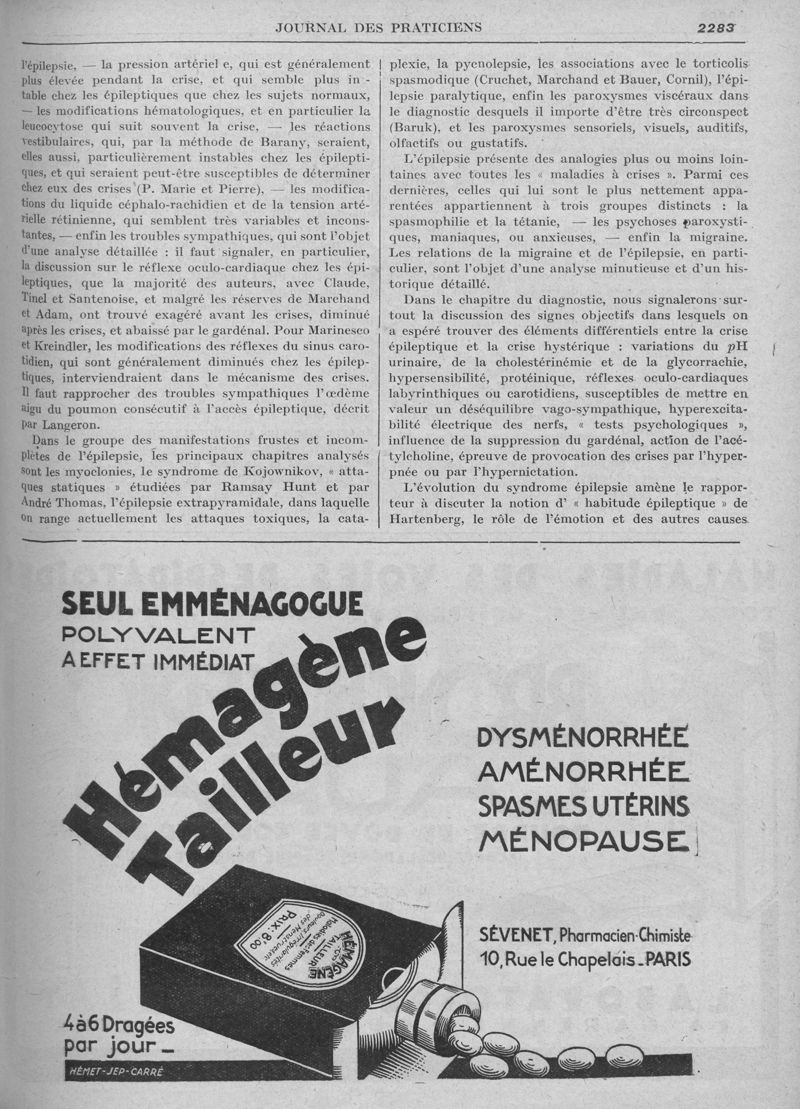 JOURNAL DES PRATICIENS 2283
l'épilepsie, — la pression artériel e, qui est généralement
plus élevée pendant la crise, et qui semble plus in -
table chez les épileptiques que chez les sujets normaux,
— les modifications hématologiques, et en particulier la
leucocytose qui suit souvent la crise, — les réactions
vestibulaires, qui, par la méthode de Barany, seraient,
elles aussi, particulièrement instables chez les épilepti-
ques, et qui seraient peut-être susceptibles de déterminer
chez eux des crises (P. Marie et Pierre), — les modifica-
tions du liquide céphalo-rachidien et de la tension arté-
rielle rétinienne, qui semblent très variables et incons-
tantes, — enfin les troubles sympathiques, qui sont l'objet
d'une analyse détaillée : il faut signaler, en particulier,
la discussion sur le réflexe oculo-cardiaque chez les épi-
leptiques, que la majorité des auteurs, avec Claude,
Tinel et Santenoise, et malgré les réserves de Marchand
et Adam, ont trouvé exagéré avant les crises, diminué
après les crises, et abaissé par le gardénal. Pour Marinesco
et Kreindler, les modifications des réflexes du sinus caro-
tidien, qui sont généralement diminués chez les épilep-
tiques, interviendraient dans le mécanisme des crises.
Il faut rapprocher des troubles sympathiques l'œdème
aigu du poumon consécutif à l'accès épileptique, décrit
par Langeron.
Dans le groupe des manifestations frustes et incom-
plètes de l'épilepsie, les principaux chapitres analysés
sont les myoclonies, le syndrome de Kojownikov, « atta-
ques statiques » étudiées par Ramsay Hunt et par
André Thomas, l'épilepsie extrapyramidale, dans laquelle
on range actuellement les attaques toxiques, la cata-
plexie, la pycnolepsie, les associations avec le torticolis
spasmodique (Cruchet, Marchand et Bauer, Cornil), l'épi-
lepsie paralytique, enfin les paroxysmes viscéraux dans
le diagnostic desquels il importe d'être très circonspect
(Baruk), et les paroxysmes sensoriels, visuels, auditifs,
olfactifs ou gustatifs.
L'épilepsie présente des analogies plus ou moins loin-
taines avec toutes les « maladies à crises ». Parmi ces
dernières, celles qui lui sont le plus nettement appa-
rentées appartiennent à trois groupes distincts : la
spasmophilie et la tétanie, — les psychoses paroxysti-
ques, maniaques, ou anxieuses, — enfin la migraine.
Les relations de la migraine et de l'épilepsie, en parti-
culier, sont l'objet d'une analyse minutieuse et d'un his-
torique détaillé.
Dans le chapitre du diagnostic, nous signalerons sur-
tout la discussion des signes objectifs dans lesquels on
a espéré trouver des éléments différentiels entre la crise
épileptique et la crise hystérique : variations du pH
urinaire, de la cholestérinémie et de la glycorrachie,
hypersensibilité, protéinique, réflexes oculo-cardiaques
labyrinthiques ou carotidiens, susceptibles de mettre en
valeur un déséquilibre vago-sympathique, hyperexcita-
bilité électrique des nerfs, « tests psychologiques »,
influence de la suppression du gardénal, action de l'acé-
tylcholine, épreuve de provocation des crises par l'hyper-
pnée ou par l'hypernictation.
L'évolution du syndrome épilepsie amène le rappor-
teur à discuter la notion d' « habitude épileptique » de
Hartenberg, le rôle de l'émotion et des autres causes
SEUL EMMÉNAGOGUE
POLYVALENT
A EFFET IMMÉDIAT
Hémagène
Tailleur
DYSMÉNORRHÉE
AMÉNORRHÉE
SPASMES UTÉRINS
MÉNOPAUSE
SÉVENET, Pharmacien-Chimiste
10, Rue le Chapelais_PARIS
HÉMAGÈNE
TAILLEUR
Maladies des Femmes
Douleurs Irrégularités
des Menstrues
PRIX: 8.00
4 à 6 Dragées
par jour_
HÉMET-JEP-CARRÉ